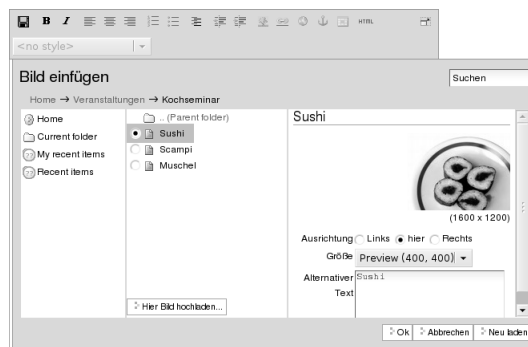 B I HTML
<no style>
Bild einfügen
Suchen
Home → Veranstaltungen → Kochseminar
Home
Current folder
My recent items
Recent items
.. (Parent folder)
Sushi
Scampi
Muschel
Hier Bild hochladen...
Sushi
(1600 x 1200)
Ausrichtung Links hier Rechts
Größe Preview (400, 400)
Alternativer Text
Sushi
Ok Abbrechen Neu laden